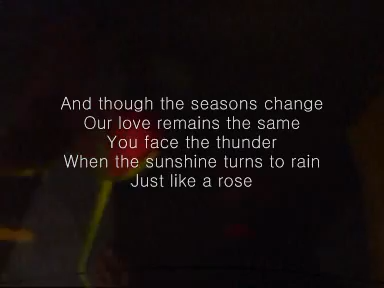 And though the seasons change
Our love remains the same
You face the thunder
When the sunshine turns to rain
Just like a rose